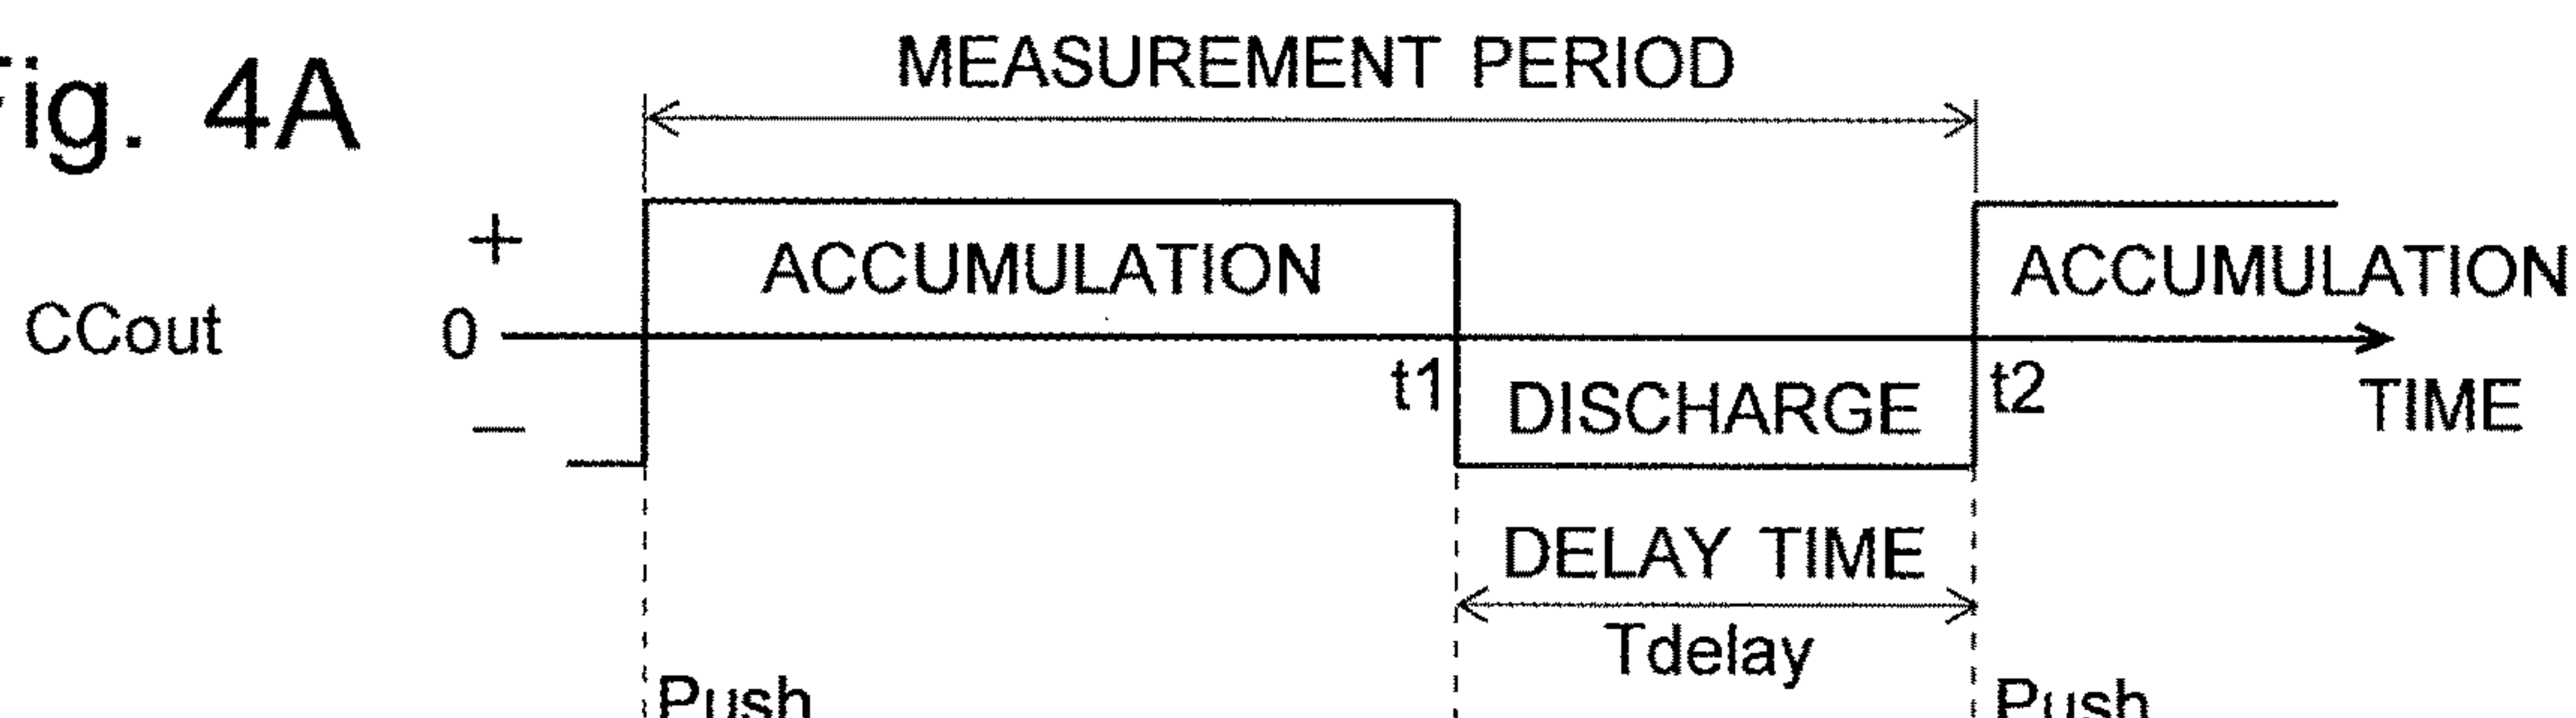 MEASUREMENT PERIOD
Fig. 4A
+
ACCUMULATION
ACCUMULATION
CCout
0
t1
DISCHARGE
t2
TIME
−
DELAY TIME
Tdelay
Push
Push